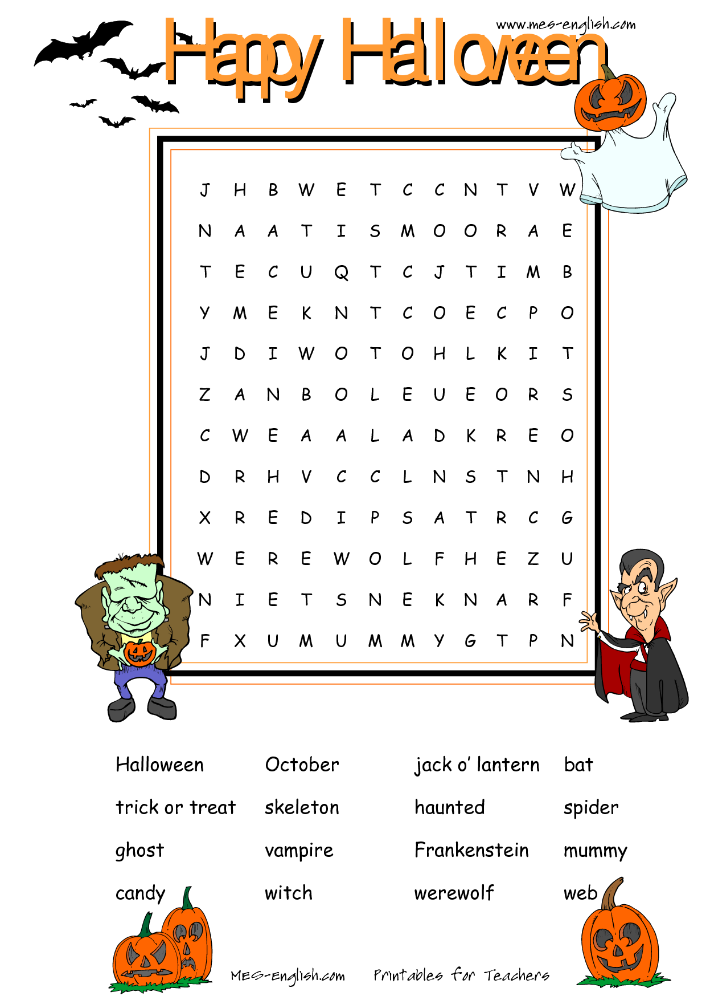 www.mes-english.com
Happy Halloween
J H B W E T C C N T V W
N A A T I S M O O R A E
T E C U Q T C J T I M B
Y M E K N T C O E C P O
J D I W O T O H L K I T
Z A N B O L E U E O R S
C W E A A L A D K R E O
D R H V C C L N S T N H
X R E D I P S A T R C G
W E R E W O L F H E Z U
N I E T S N E K N A R F
F X U M U M M Y G T P N
Halloween October jack o' lantern bat
trick or treat skeleton haunted spider
ghost vampire Frankenstein mummy
candy witch werewolf web
MES-English.com Printables for Teachers